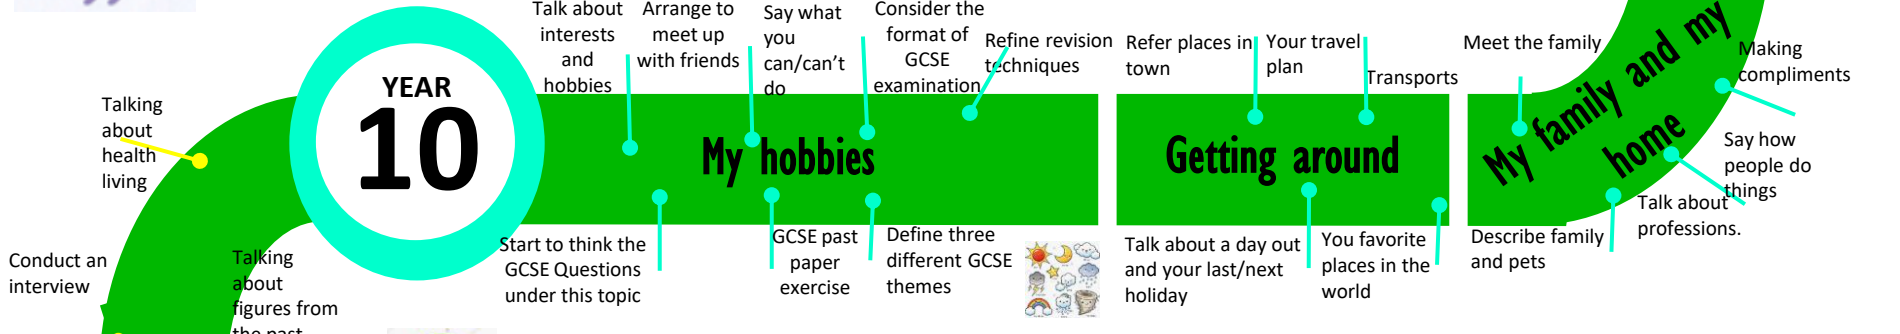 Talking
about
health
living
Conduct an
interview
Talking
about
figures from
the past
YEAR
10
Talk about
interests
and
hobbies
Arrange to
meet up
with friends
Say what
you
can/can't
do
Consider the
format of
GCSE
examination
Refine revision
techniques
My hobbies
Start to think the
GCSE Questions
under this topic
GCSE past
paper
exercise
Define three
different GCSE
themes
Refer places in
town
Your travel
plan
Transports
Getting around
Talk about a day out
and your last/next
holiday
You favorite
places in the
world
Meet the family
Making
compliments
My family and my
home
Say how
people do
things
Talk about
professions.
Describe family
and pets